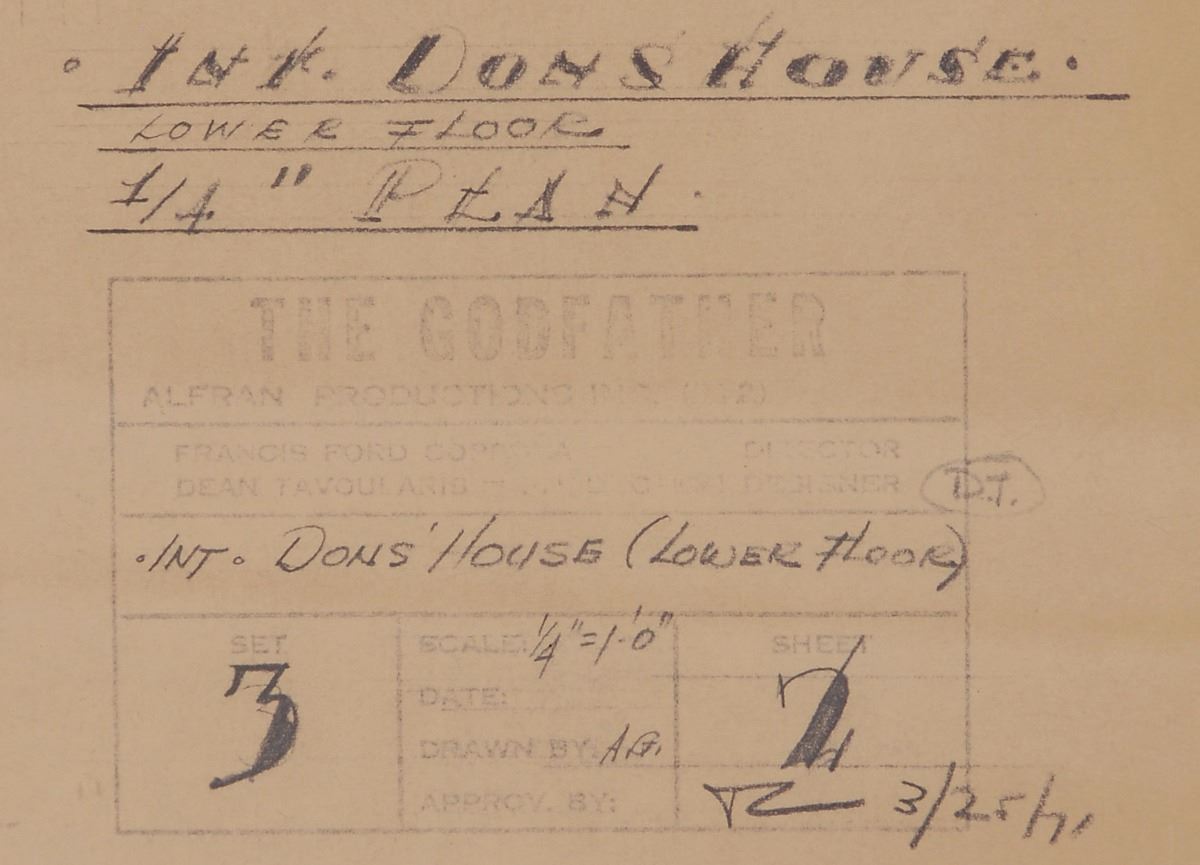 · INT. DONS HOUSE.
LOWER FLOOR
1/4" PLAN.
THE GODFATHER
ALFRAN PRODUCTIONS INC.
FRANCIS FORD COPPOLA DIRECTOR
DEAN TAVOULARIS — PRODUCTION DESIGNER D.T.
·INT· DONS' HOUSE (LOWER FLOOR)
SET SCALE: 1/4"=1'-0" SHEET
3 2
DATE:
DRAWN BY:
APPROV. BY:
3/25/71